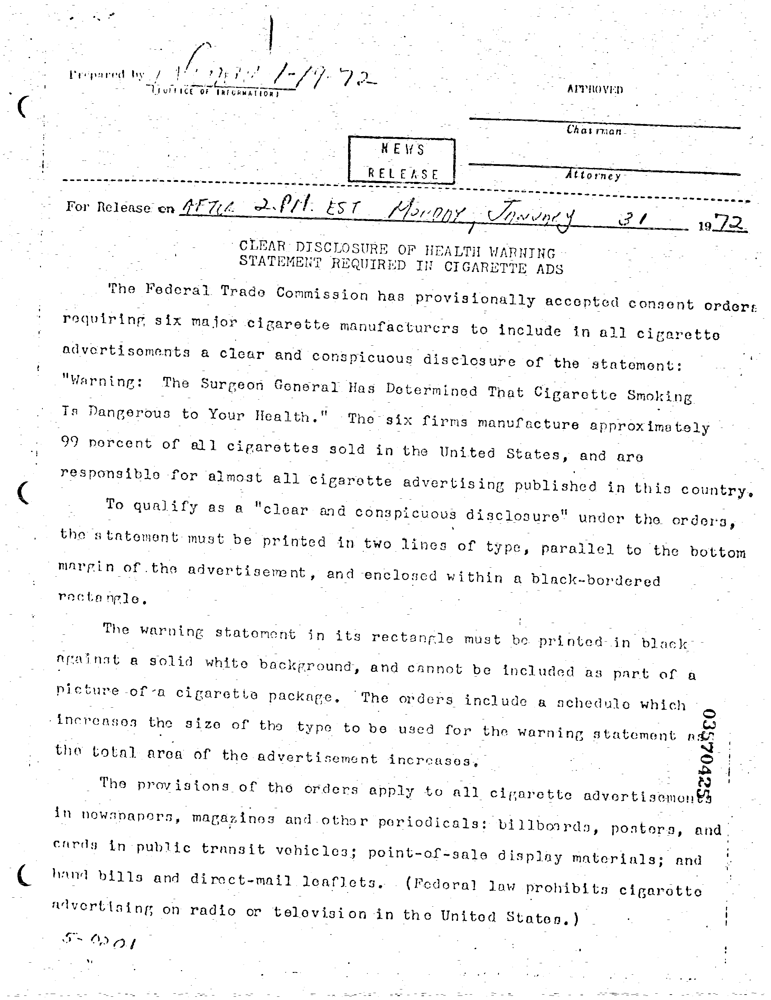 Prepared by 1-19-72
(OFFICE OF INFORMATION)
APPROVED
Chairman
NEWS
RELEASE
Attorney
For Release on AFTER 2.P.M. EST MONDAY, JANUARY 31 1972
CLEAR DISCLOSURE OF HEALTH WARNING
STATEMENT REQUIRED IN CIGARETTE ADS
The Federal Trade Commission has provisionally accepted consent orders
requiring six major cigarette manufacturers to include in all cigarette
advertisements a clear and conspicuous disclosure of the statement:
"Warning: The Surgeon General Has Determined That Cigarette Smoking
Is Dangerous to Your Health." The six firms manufacture approximately
99 percent of all cigarettes sold in the United States, and are
responsible for almost all cigarette advertising published in this country.
To qualify as a "clear and conspicuous disclosure" under the orders,
the statement must be printed in two lines of type, parallel to the bottom
margin of the advertisement, and enclosed within a black-bordered
rectangle.
The warning statement in its rectangle must be printed in black
against a solid white background, and cannot be included as part of a
picture of a cigarette package. The orders include a schedule which
increases the size of the type to be used for the warning statement as
the total area of the advertisement increases.
The provisions of the orders apply to all cigarette advertisements
in newspapers, magazines and other periodicals: billboards, posters, and
cards in public transit vehicles; point-of-sale display materials; and
hand bills and direct-mail leaflets. (Federal law prohibits cigarette
advertising on radio or television in the United States.)
03570425